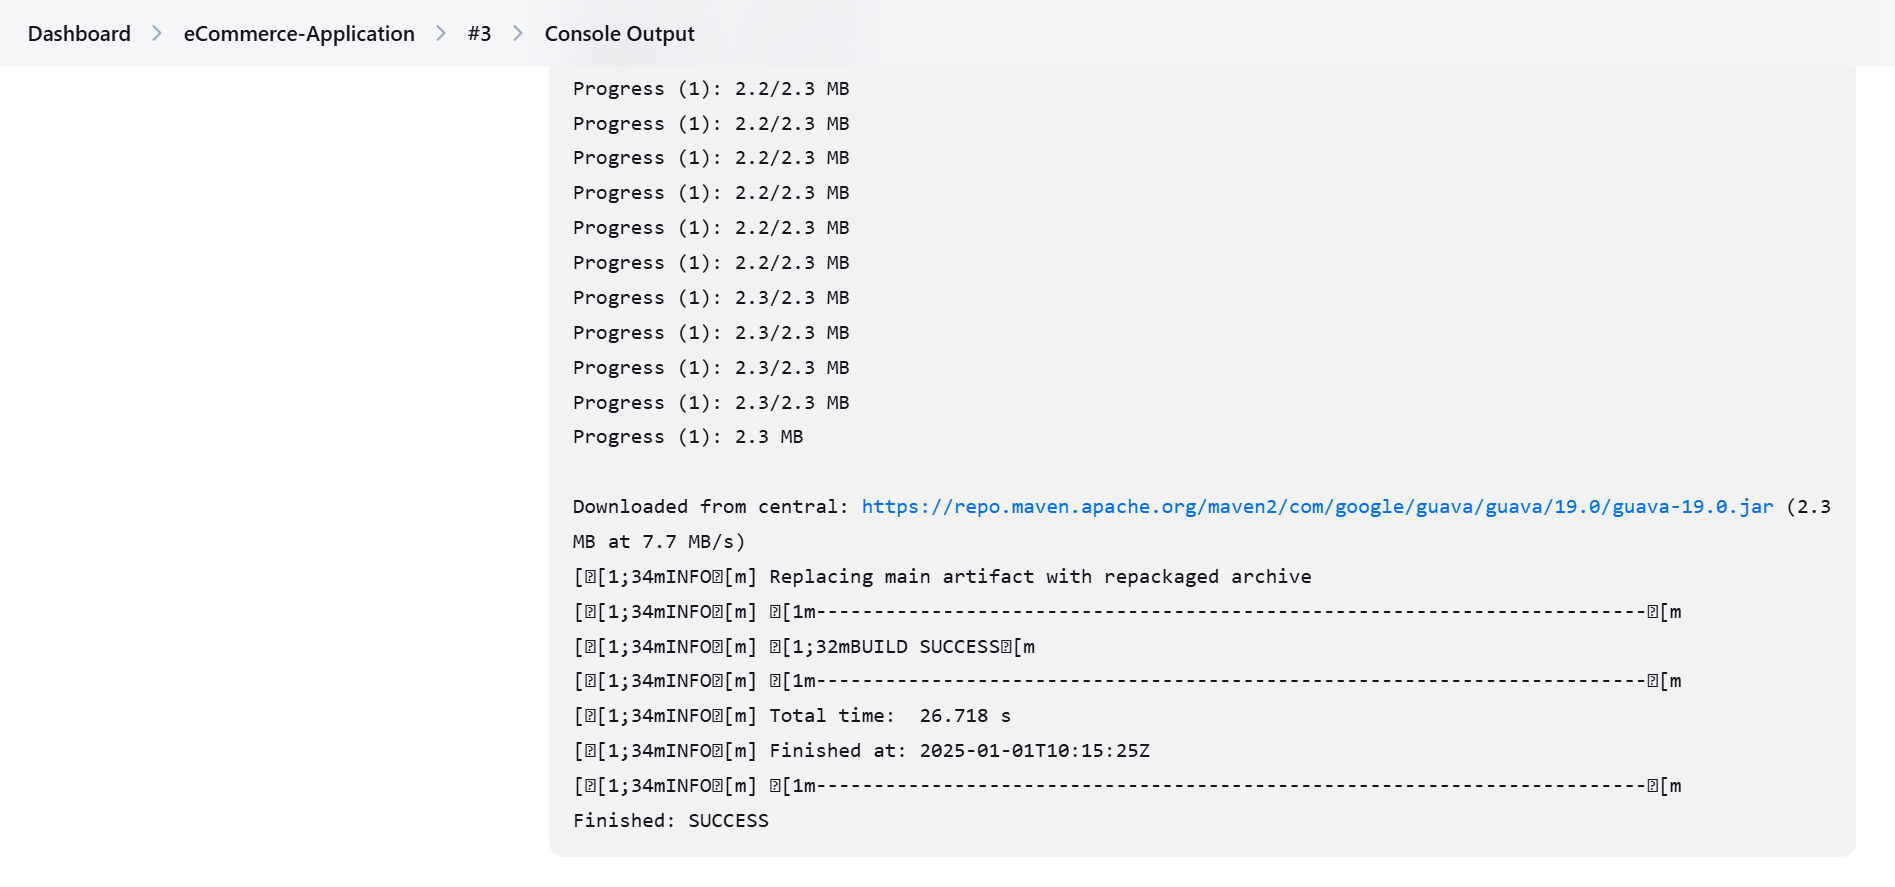 Dashboard > eCommerce-Application > #3 > Console Output
Progress (1): 2.2/2.3 MB
Progress (1): 2.2/2.3 MB
Progress (1): 2.2/2.3 MB
Progress (1): 2.2/2.3 MB
Progress (1): 2.2/2.3 MB
Progress (1): 2.2/2.3 MB
Progress (1): 2.3/2.3 MB
Progress (1): 2.3/2.3 MB
Progress (1): 2.3/2.3 MB
Progress (1): 2.3/2.3 MB
Progress (1): 2.3 MB
Downloaded from central: https://repo.maven.apache.org/maven2/com/google/guava/guava/19.0/guava-19.0.jar (2.3
MB at 7.7 MB/s)
[⍰[1;34mINFO⍰[m] Replacing main artifact with repackaged archive
[⍰[1;34mINFO⍰[m] ⍰[1m------------------------------------------------------------------------⍰[m
[⍰[1;34mINFO⍰[m] ⍰[1;32mBUILD SUCCESS⍰[m
[⍰[1;34mINFO⍰[m] ⍰[1m------------------------------------------------------------------------⍰[m
[⍰[1;34mINFO⍰[m] Total time:  26.718 s
[⍰[1;34mINFO⍰[m] Finished at: 2025-01-01T10:15:25Z
[⍰[1;34mINFO⍰[m] ⍰[1m------------------------------------------------------------------------⍰[m
Finished: SUCCESS